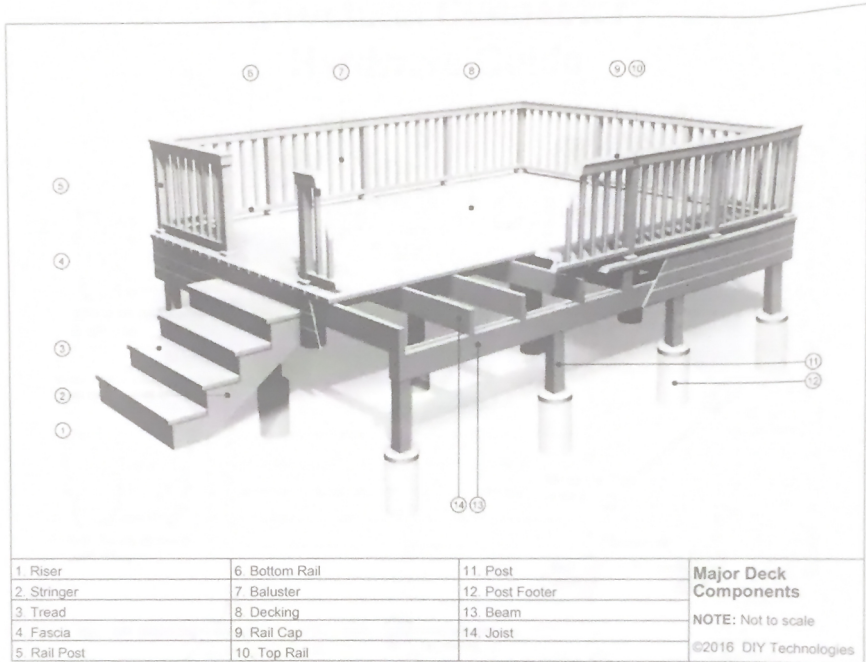 6 7 8 9 10
5
4
3
2
1
11
12
14 13
1. Riser
2. Stringer
3. Tread
4. Fascia
5. Rail Post
6. Bottom Rail
7. Baluster
8. Decking
9. Rail Cap
10. Top Rail
11. Post
12. Post Footer
13. Beam
14. Joist
Major Deck
Components
NOTE: Not to scale
©2016 DIY Technologies